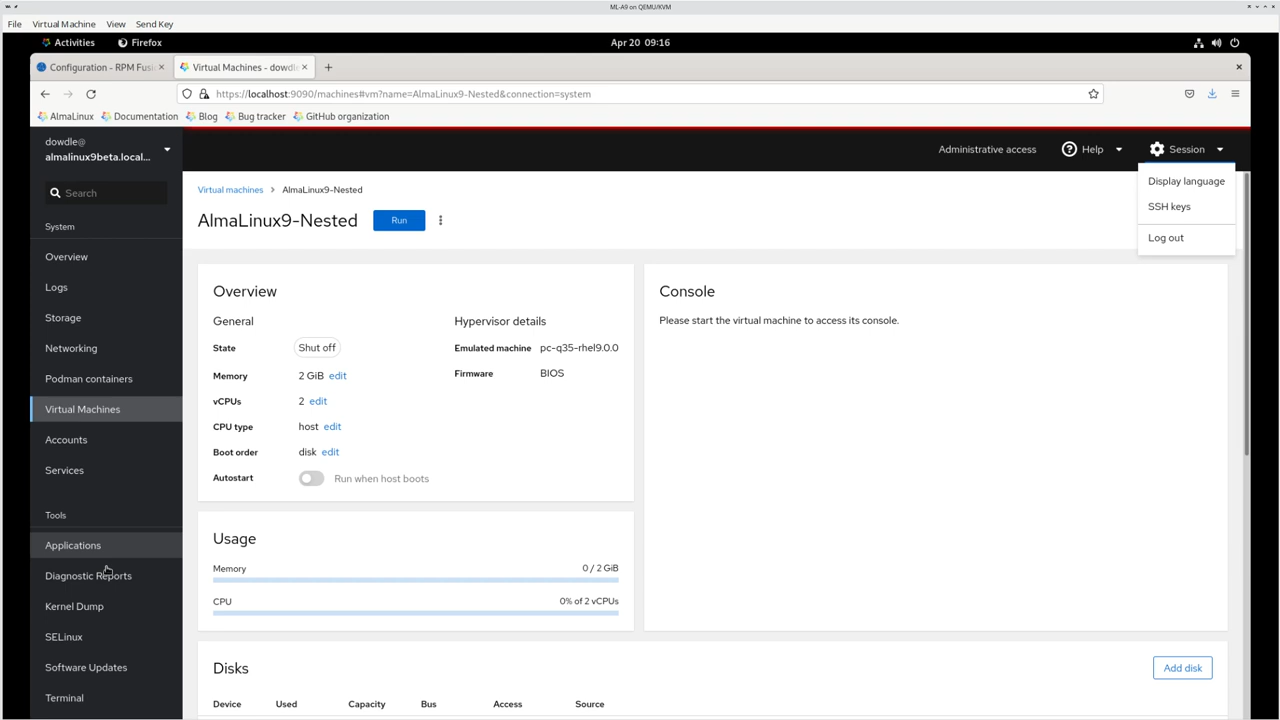 ML-A9 on QEMU/KVM
File Virtual Machine View Send Key
Activities Firefox Apr 20 09:16
Configuration - RPM Fusi Virtual Machines - dowdle
https://localhost:9090/machines#vm?name=AlmaLinux9-Nested&connection=system
AlmaLinux Documentation Blog Bug tracker GitHub organization
dowdle@
almalinux9beta.local...
Administrative access Help Session
Search
Display language
SSH keys
Log out
System
Overview
Logs
Storage
Networking
Podman containers
Virtual Machines
Accounts
Services
Tools
Applications
Diagnostic Reports
Kernel Dump
SELinux
Software Updates
Terminal
Virtual machines > AlmaLinux9-Nested
AlmaLinux9-Nested Run
Overview
General
State Shut off
Memory 2 GiB edit
vCPUs 2 edit
CPU type host edit
Boot order disk edit
Autostart Run when host boots
Hypervisor details
Emulated machine pc-q35-rhel9.0.0
Firmware BIOS
Console
Please start the virtual machine to access its console.
Usage
Memory 0 / 2 GiB
CPU 0% of 2 vCPUs
Disks Add disk
Device Used Capacity Bus Access Source